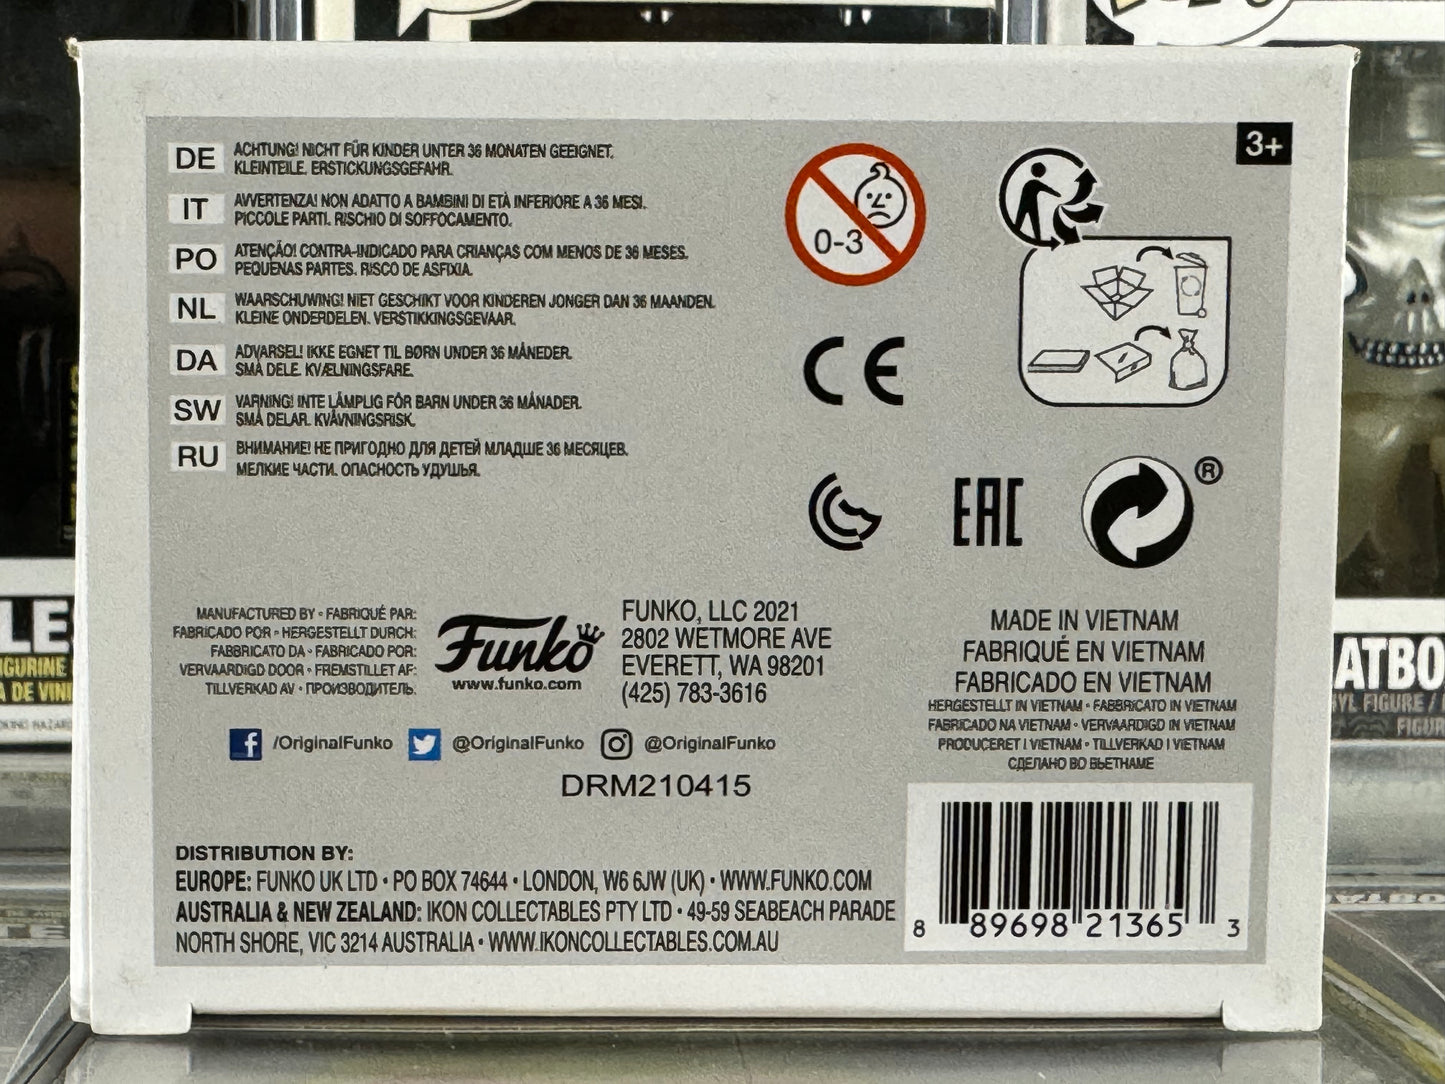 3+
DE
ACHTUNG! NICHT FÜR KINDER UNTER 36 MONATEN GEEIGNET.
KLEINTEILE. ERSTICKUNGSGEFAHR.
IT
AVVERTENZA! NON ADATTO A BAMBINI DI ETÀ INFERIORE A 36 MESI.
PICCOLE PARTI. RISCHIO DI SOFFOCAMENTO.
PO
ATENÇÃO! CONTRA-INDICADO PARA CRIANÇAS COM MENOS DE 36 MESES.
PEQUENAS PARTES. RISCO DE ASFIXIA.
NL
WAARSCHUWING! NIET GESCHIKT VOOR KINDEREN JONGER DAN 36 MAANDEN.
KLEINE ONDERDELEN. VERSTIKKINGSGEVAAR.
DA
ADVARSEL! IKKE EGNET TIL BØRN UNDER 36 MÅNEDER.
SMÅ DELE. KVÆLNINGSFARE.
SW
VARNING! INTE LÄMPLIG FÖR BARN UNDER 36 MÅNADER.
SMÅ DELAR. KVÄVNINGSRISK.
RU
ВНИМАНИЕ! НЕ ПРИГОДНО ДЛЯ ДЕТЕЙ МЛАДШЕ 36 МЕСЯЦЕВ.
МЕЛКИЕ ЧАСТИ. ОПАСНОСТЬ УДУШЬЯ.
0-3
CE
EAC
®
MANUFACTURED BY • FABRIQUÉ PAR:
FABRICADO POR • HERGESTELLT DURCH:
FABBRICATO DA • FABRICADO POR:
VERVAARDIGD DOOR • FREMSTILLET AF:
TILLVERKAD AV • ПРОИЗВОДИТЕЛЬ:
Funko
www.funko.com
FUNKO, LLC 2021
2802 WETMORE AVE
EVERETT, WA 98201
(425) 783-3616
/OriginalFunko @OriginalFunko @OriginalFunko
DRM210415
MADE IN VIETNAM
FABRIQUÉ EN VIETNAM
FABRICADO EN VIETNAM
HERGESTELLT IN VIETNAM • FABBRICATO IN VIETNAM
FABRICADO NA VIETNAM • VERVAARDIGD IN VIETNAM
PRODUCERET I VIETNAM • TILLVERKAD I VIETNAM
СДЕЛАНО ВО ВЬЕТНАМЕ
DISTRIBUTION BY:
EUROPE: FUNKO UK LTD • PO BOX 74644 • LONDON, W6 6JW (UK) • WWW.FUNKO.COM
AUSTRALIA & NEW ZEALAND: IKON COLLECTABLES PTY LTD • 49-59 SEABEACH PARADE
NORTH SHORE, VIC 3214 AUSTRALIA • WWW.IKONCOLLECTABLES.COM.AU
8 89698 21365 3
LE
IGURINE
A DE VINI
ATBO
YL FIGURE /
FIGUR